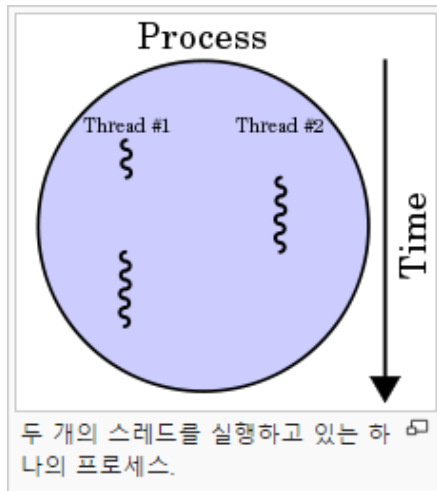 Process
Thread #1
Thread #2
Time
두 개의 스레드를 실행하고 있는 하
나의 프로세스.